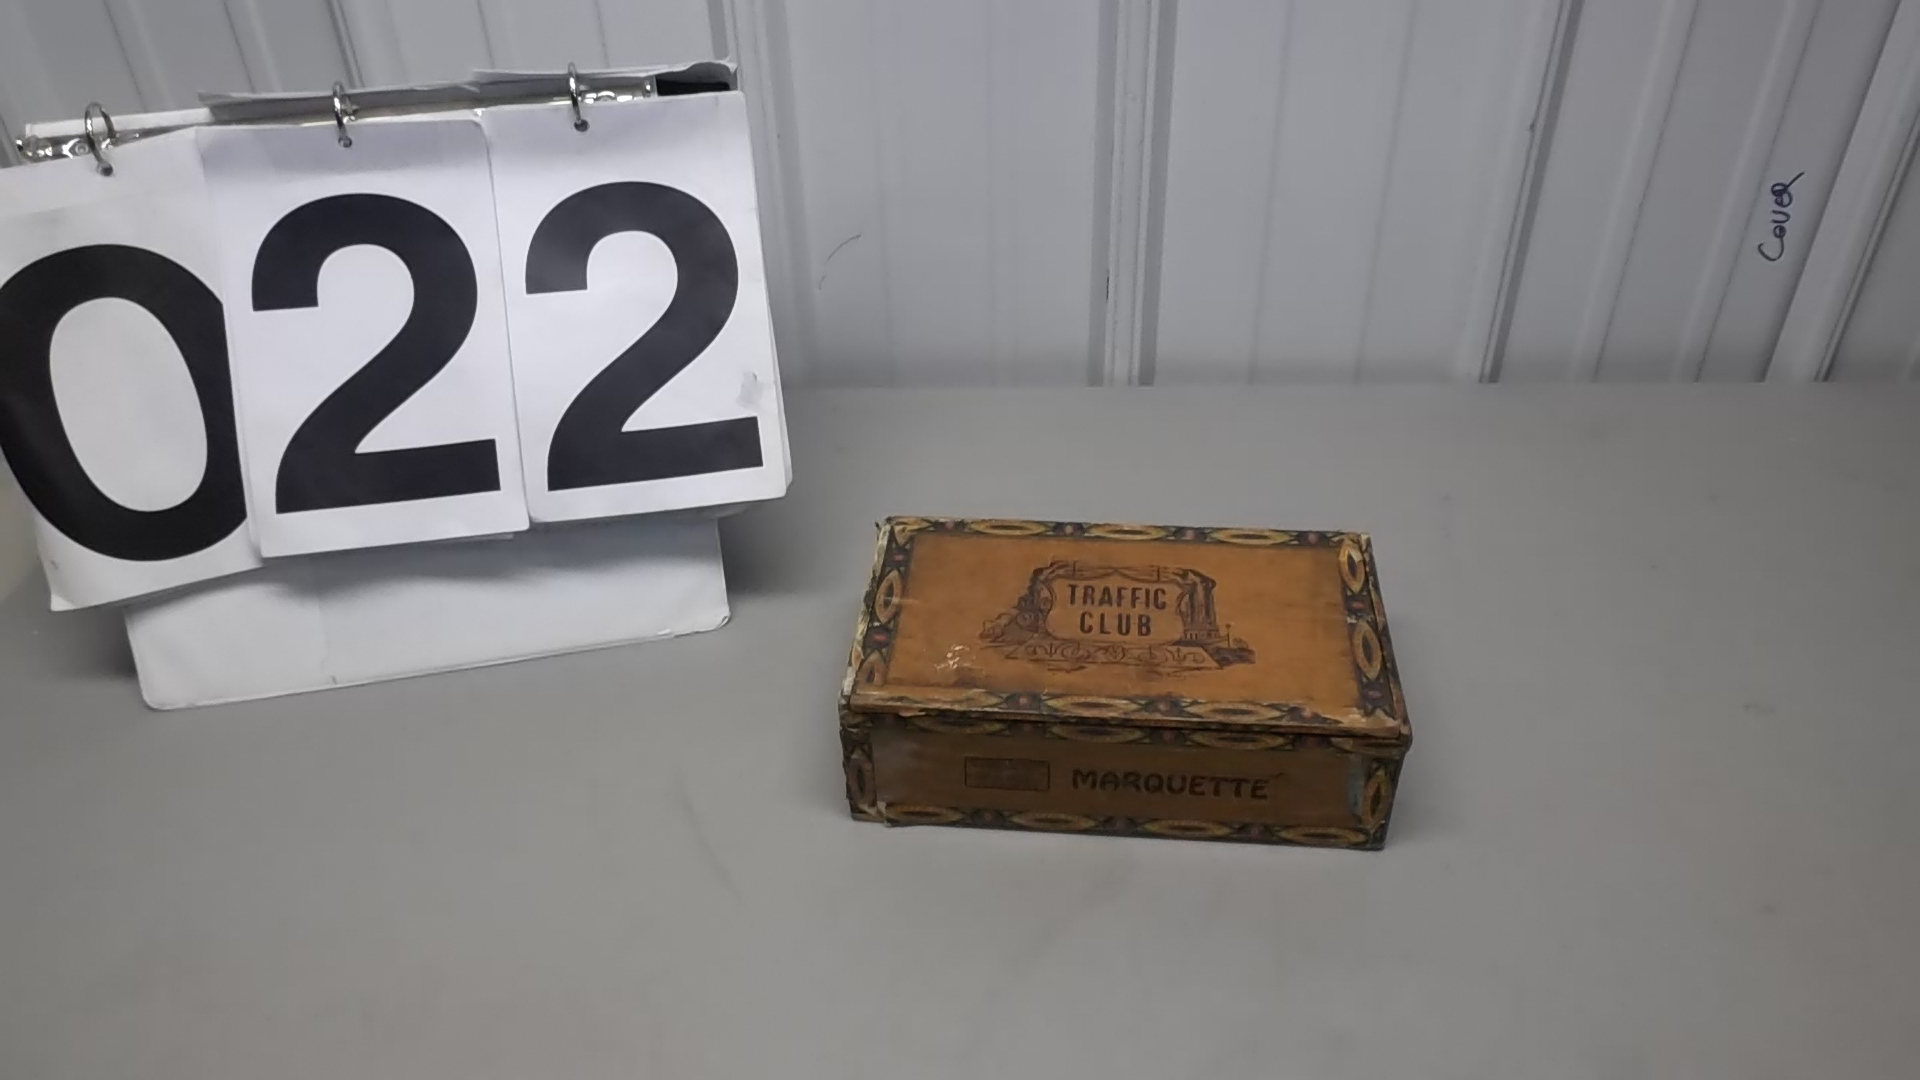 022
TRAFFIC
CLUB
MARQUETTE
Cover